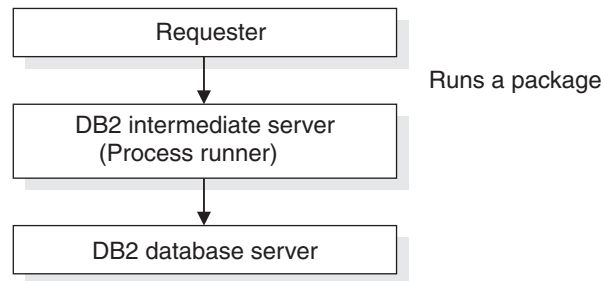 Requester
Runs a package
DB2 intermediate server
(Process runner)
DB2 database server